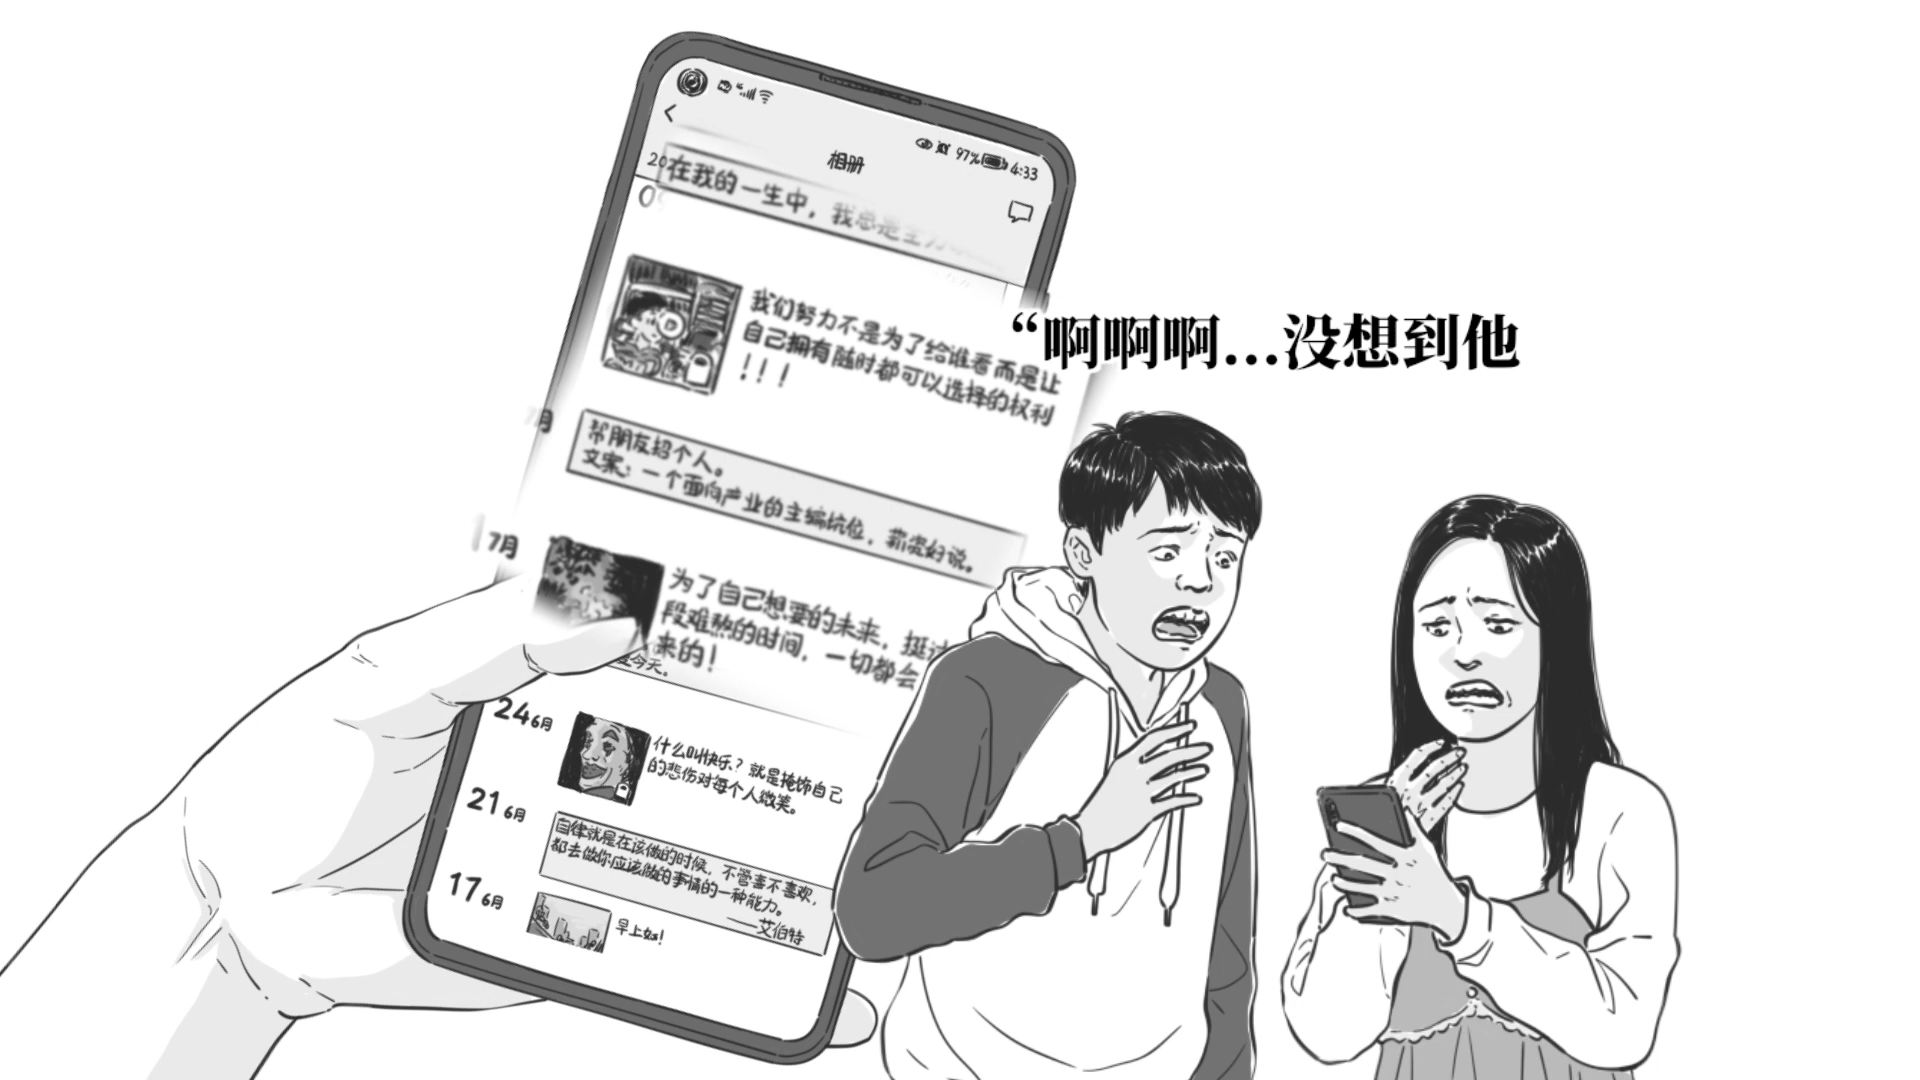 97% 4:33
相册
20
在我的一生中，我总是全力
我们努力不是为了给谁看而是让
自己拥有随时都可以选择的权利
！！！
“啊啊啊…没想到他
月
帮朋友招个人。
文案：一个面向产业的主编坑位，薪资好说。
7月
为了自己想要的未来，挺过
段难熬的时间，一切都会
来的！
今天。
24 6月
什么叫快乐？就是掩饰自己
的悲伤对每个人微笑。
21 6月
自律就是在该做的时候，不管喜不喜欢，
都去做你应该做的事情的一种能力。
——艾伯特
17 6月
早上好！